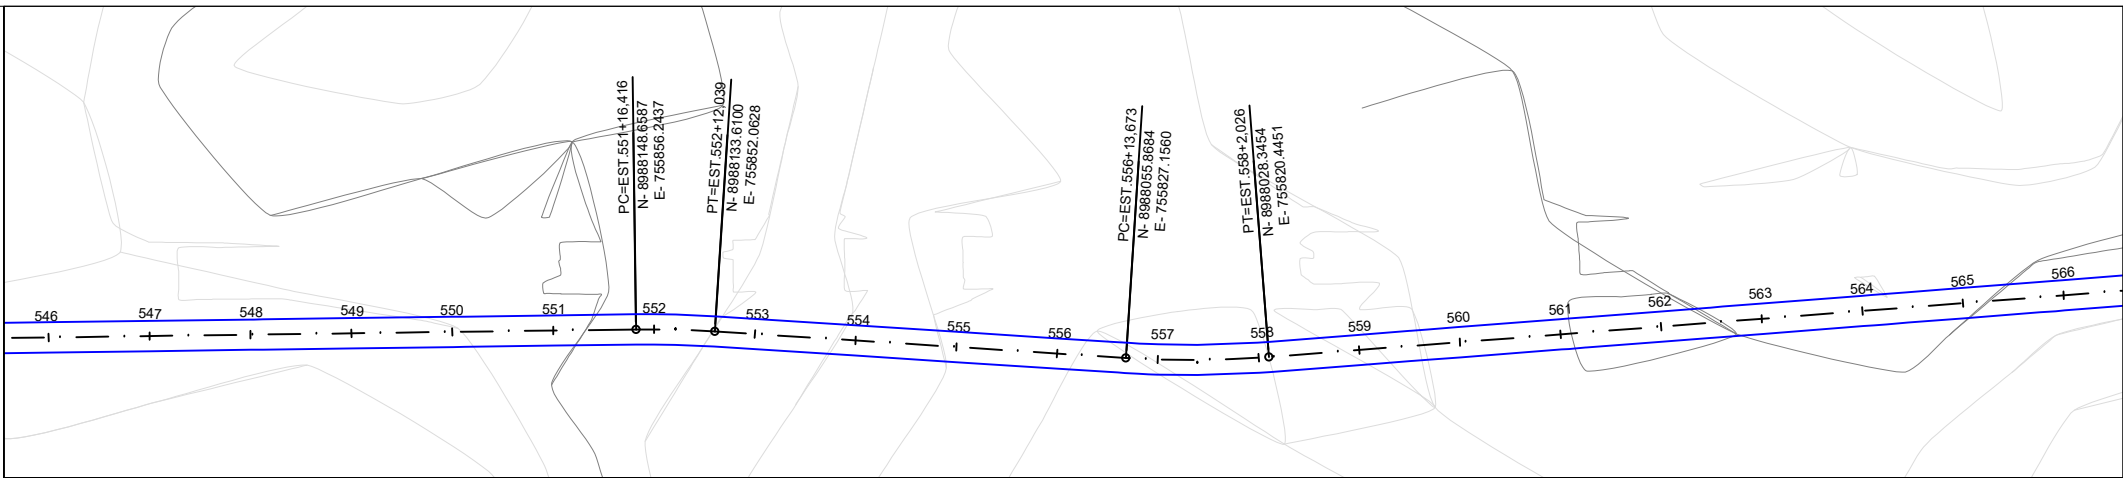 PC=EST.551+16,416
N- 8988148.6587
E- 755856.2437
PT=EST.552+12,039
N- 8988133.6100
E- 755852.0628
PC=EST.556+13,673
N- 8988055.8684
E- 755827.1560
PT=EST.558+2,026
N- 8988028.3454
E- 755820.4451
546
547
548
549
550
551
552
553
554
555
556
557
558
559
560
561
562
563
564
565
566